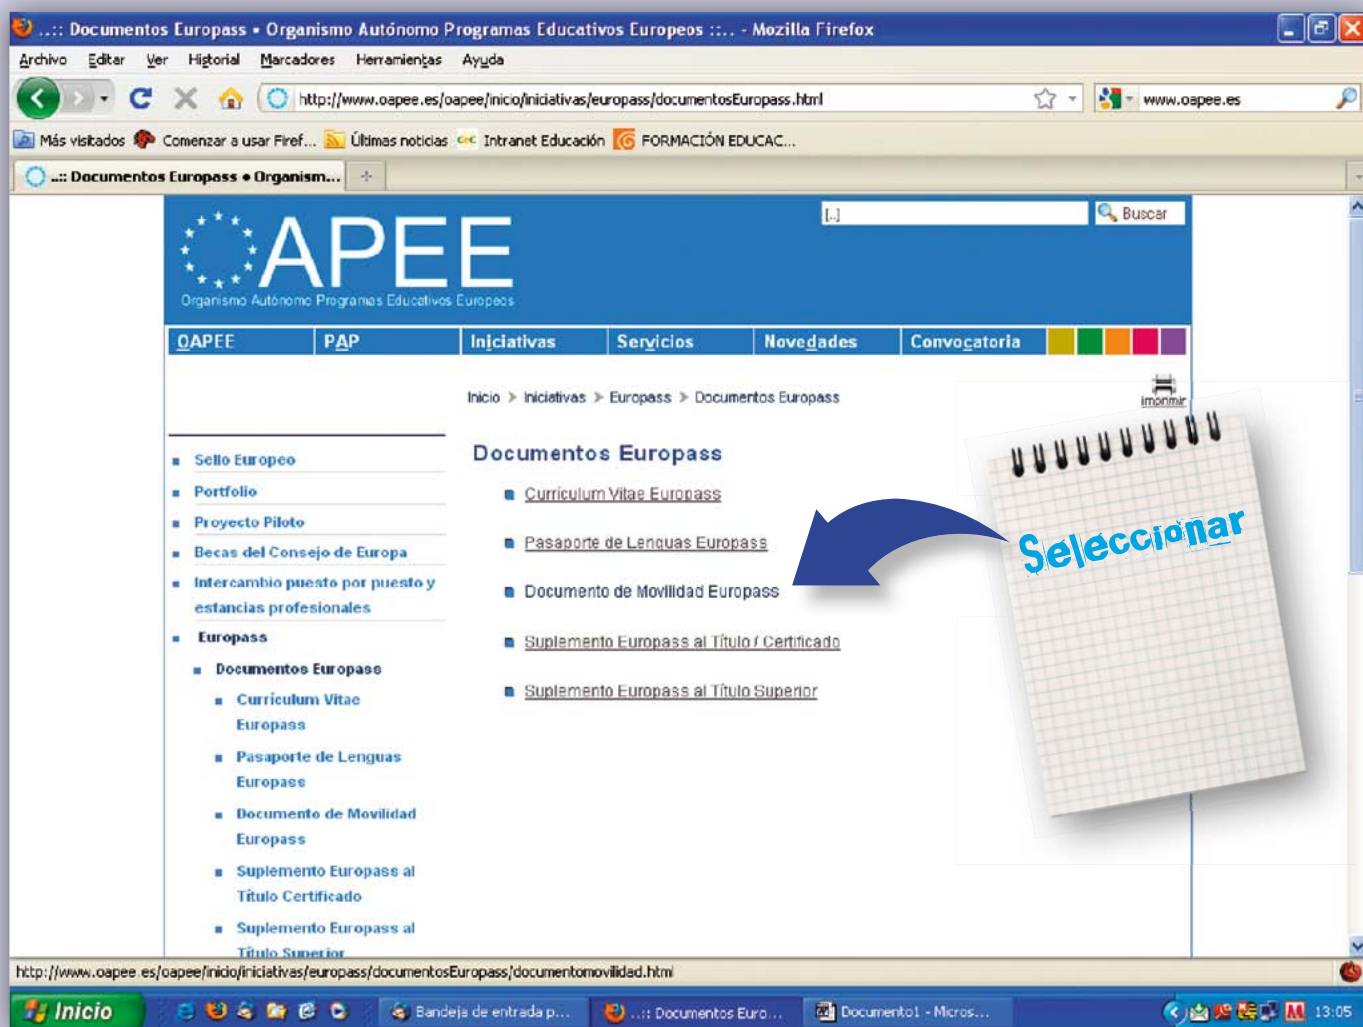 ..:: Documentos Europass • Organismo Autónomo Programas Educativos Europeos ::.. - Mozilla Firefox
Archivo Editar Ver Historial Marcadores Herramientas Ayuda
http://www.oapee.es/oapee/inicio/iniciativas/europass/documentosEuropass.html
www.oapee.es
Más visitados Comenzar a usar Firef... Últimas noticias Intranet Educación FORMACIÓN EDUCAC...
..:: Documentos Europass • Organism...
[..] Buscar
OAPEE
Organismo Autónomo Programas Educativos Europeos
OAPEE PAP Iniciativas Servicios Novedades Convocatoria
Inicio > Iniciativas > Europass > Documentos Europass
imprimir
Sello Europeo
Portfolio
Proyecto Piloto
Becas del Consejo de Europa
Intercambio puesto por puesto y
estancias profesionales
Europass
Documentos Europass
Currículum Vitae
Europass
Pasaporte de Lenguas
Europass
Documento de Movilidad
Europass
Suplemento Europass al
Título Certificado
Suplemento Europass al
Título Superior
Documentos Europass
Currículum Vitae Europass
Pasaporte de Lenguas Europass
Documento de Movilidad Europass
Suplemento Europass al Título / Certificado
Suplemento Europass al Título Superior
Seleccionar
http://www.oapee.es/oapee/inicio/iniciativas/europass/documentosEuropass/documentomovilidad.html
Inicio
Bandeja de entrada p...
..:: Documentos Euro...
Documento1 - Micros...
13:05